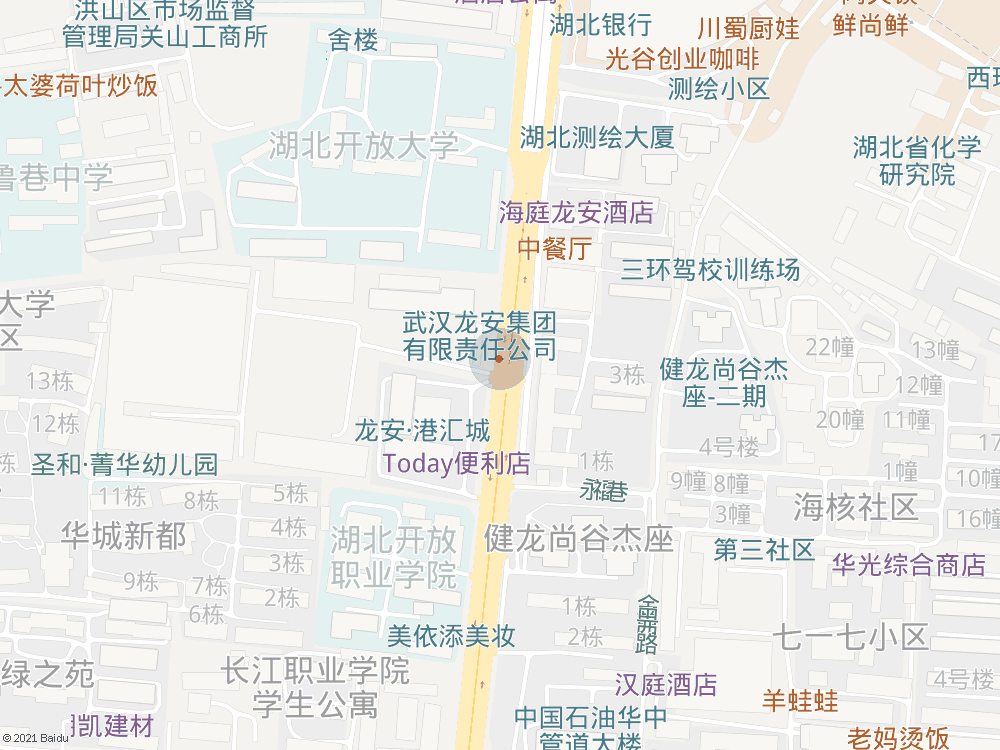 洪山区市场监督
管理局关山工商所
舍楼
湖北银行
川蜀厨娃
鲜尚鲜
光谷创业咖啡
测绘小区
太婆荷叶炒饭
湖北开放大学
湖北测绘大厦
湖北省化学
研究院
鲁巷中学
海庭龙安酒店
中餐厅
三环驾校训练场
大学
区
武汉龙安集团
有限责任公司
22幢
13幢
3栋
健龙尚谷杰
座-二期
13栋
12幢
12栋
20幢
11幢
龙安·港汇城
4号楼
Today便利店
圣和·菁华幼儿园
1栋
1幢
10幢
9幢
8幢
永福巷
11栋
8栋
5栋
海核社区
3幢
16幢
华城新都
4栋
湖北开放
职业学院
健龙尚谷杰座
第三社区
华光综合商店
3栋
9栋
7栋
6栋
2栋
1栋
2栋
金鼎西路
美依添美妆
七一七小区
绿之苑
长江职业学院
学生公寓
汉庭酒店
4号楼
羊蛙蛙
凯建材
中国石油华中
管道大楼
老妈烫饭
© 2021 Baidu